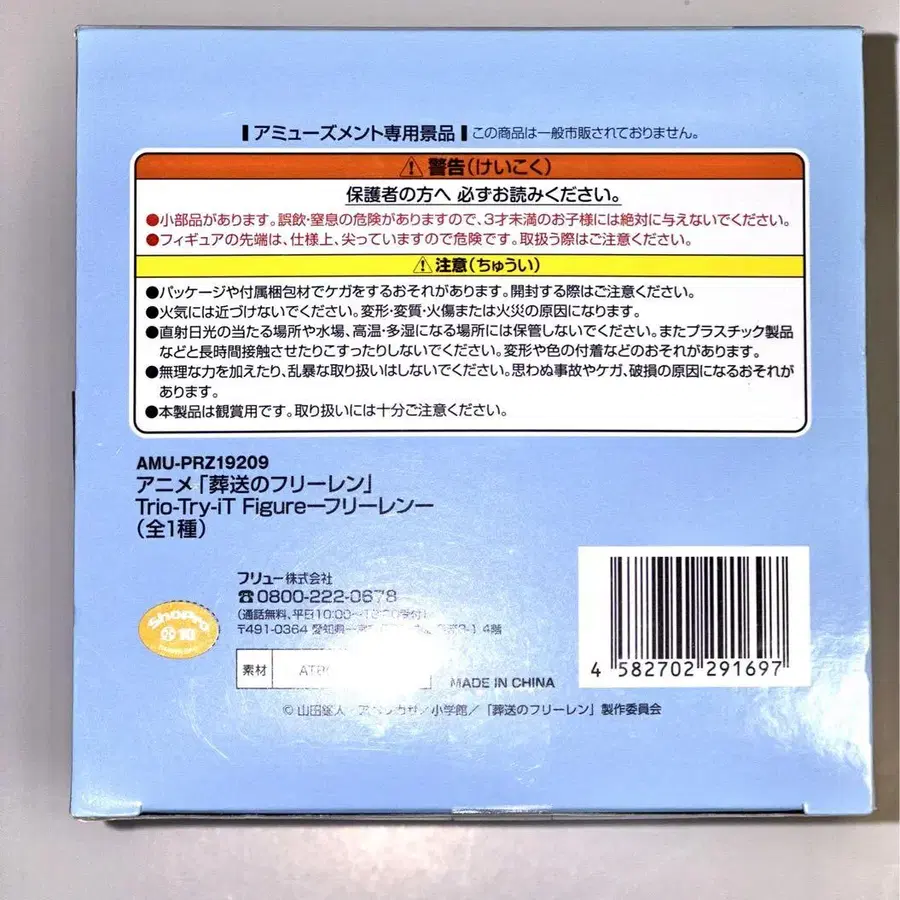 アミューズメント専用景品 この商品は一般市販されておりません。
警告(けいこく)
保護者の方へ 必ずお読みください。
●小部品があります。誤飲・窒息の危険がありますので、3才未満のお子様には絶対に与えないでください。
●フィギュアの先端は、仕様上、尖っていますので危険です。取扱う際はご注意ください。
注意(ちゅうい)
●パッケージや付属梱包材でケガをするおそれがあります。開封する際はご注意ください。
●火気には近づけないでください。変形・変質・火傷または火災の原因になります。
●直射日光の当たる場所や水場、高温・多湿になる場所には保管しないでください。またプラスチック製品
などと長時間接触させたりこすったりしないでください。変形や色の付着などのおそれがあります。
●無理な力を加えたり、乱暴な取り扱いはしないでください。思わぬ事故やケガ、破損の原因になるおそれが
あります。
●本製品は観賞用です。取り扱いには十分ご注意ください。
AMU-PRZ19209
アニメ「葬送のフリーレン」
Trio-Try-iT Figureーフリーレンー
(全1種)
フリュー株式会社
☎0800-222-0678
(通話無料、平日10:00~
〒491-0364 愛知県一 4階
ShoPro
素材
MADE IN CHINA
4 582702 291697
©山田鐘人・アベツカサ/小学館/「葬送のフリーレン」製作委員会